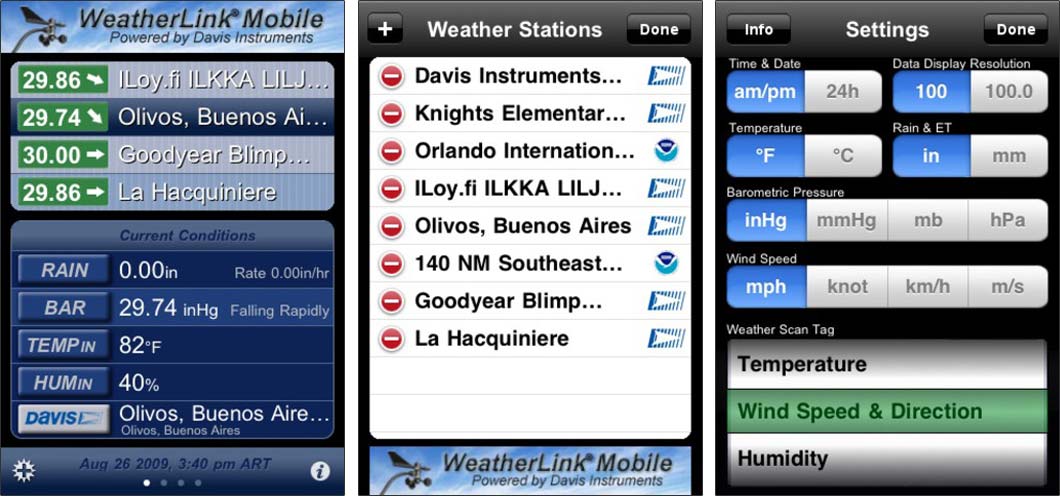 WeatherLink® Mobile
Powered by Davis Instruments
29.86 ILoy.fi ILKKA LILJ...
29.74 Olivos, Buenos Ai...
30.00 Goodyear Blimp...
29.86 La Hacquiniere
Current Conditions
RAIN 0.00in Rate 0.00in/hr
BAR 29.74 inHg Falling Rapidly
TEMPIN 82°F
HUMIN 40%
DAVIS Olivos, Buenos Aire...
Olivos, Buenos Aires
Aug 26 2009, 3:40 pm ART
+ Weather Stations Done
Davis Instruments...
Knights Elementar...
Orlando Internation...
ILoy.fi ILKKA LILJ...
Olivos, Buenos Aires
140 NM Southeast...
Goodyear Blimp...
La Hacquiniere
WeatherLink® Mobile
Powered by Davis Instruments
Info Settings Done
Time & Date Data Display Resolution
am/pm 24h 100 100.0
Temperature Rain & ET
°F °C in mm
Barometric Pressure
inHg mmHg mb hPa
Wind Speed
mph knot km/h m/s
Weather Scan Tag
Temperature
Wind Speed & Direction
Humidity